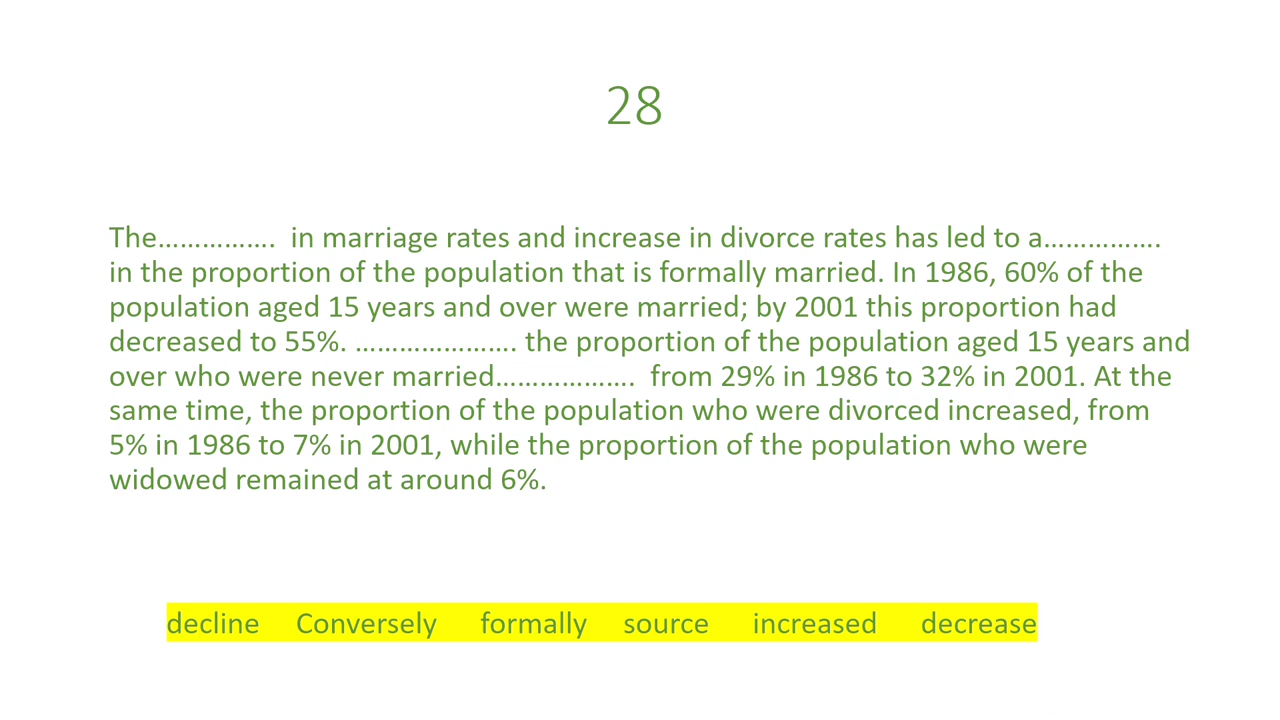 28
The……………. in marriage rates and increase in divorce rates has led to a…………….
in the proportion of the population that is formally married. In 1986, 60% of the
population aged 15 years and over were married; by 2001 this proportion had
decreased to 55%. …………………. the proportion of the population aged 15 years and
over who were never married………………. from 29% in 1986 to 32% in 2001. At the
same time, the proportion of the population who were divorced increased, from
5% in 1986 to 7% in 2001, while the proportion of the population who were
widowed remained at around 6%.
decline Conversely formally source increased decrease